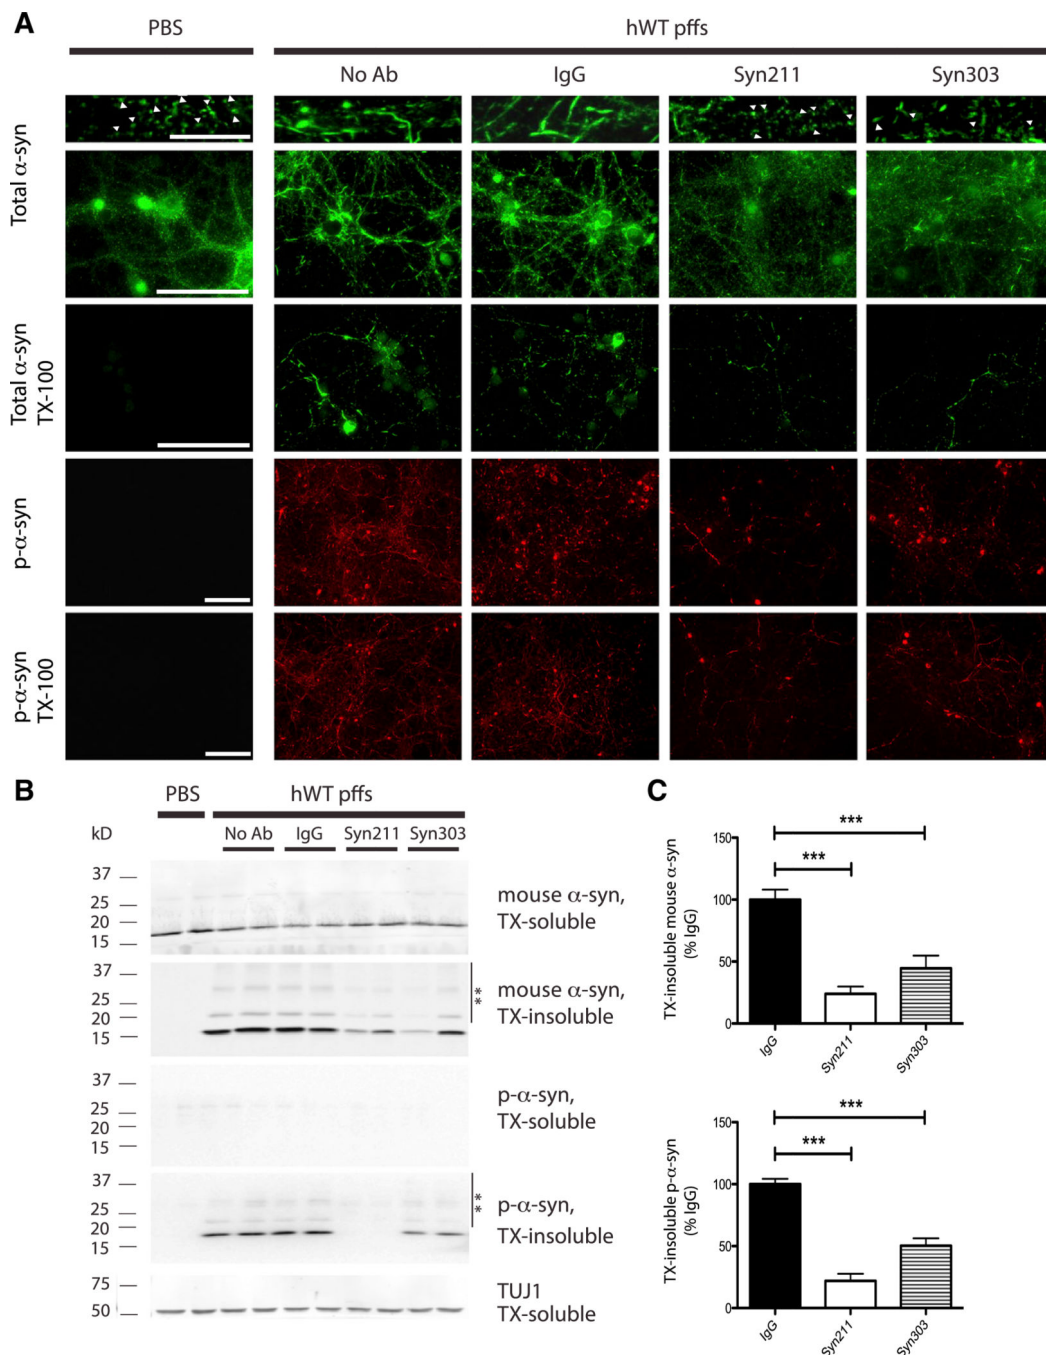 A
PBS
hWT pffs
No Ab
IgG
Syn211
Syn303
Total α-syn
Total α-syn
TX-100
p-α-syn
p-α-syn
TX-100
B
PBS
hWT pffs
kD
No Ab
IgG
Syn211
Syn303
37
25
20
15
mouse α-syn,
TX-soluble
37
25
20
15
**
mouse α-syn,
TX-insoluble
37
25
20
15
p-α-syn,
TX-soluble
37
25
20
15
**
p-α-syn,
TX-insoluble
75
50
TUJ1
TX-soluble
C
TX-insoluble mouse α-syn
(% IgG)
100
50
0
***
***
IgG
Syn211
Syn303
TX-insoluble p-α-syn
(% IgG)
100
50
0
***
***
IgG
Syn211
Syn303